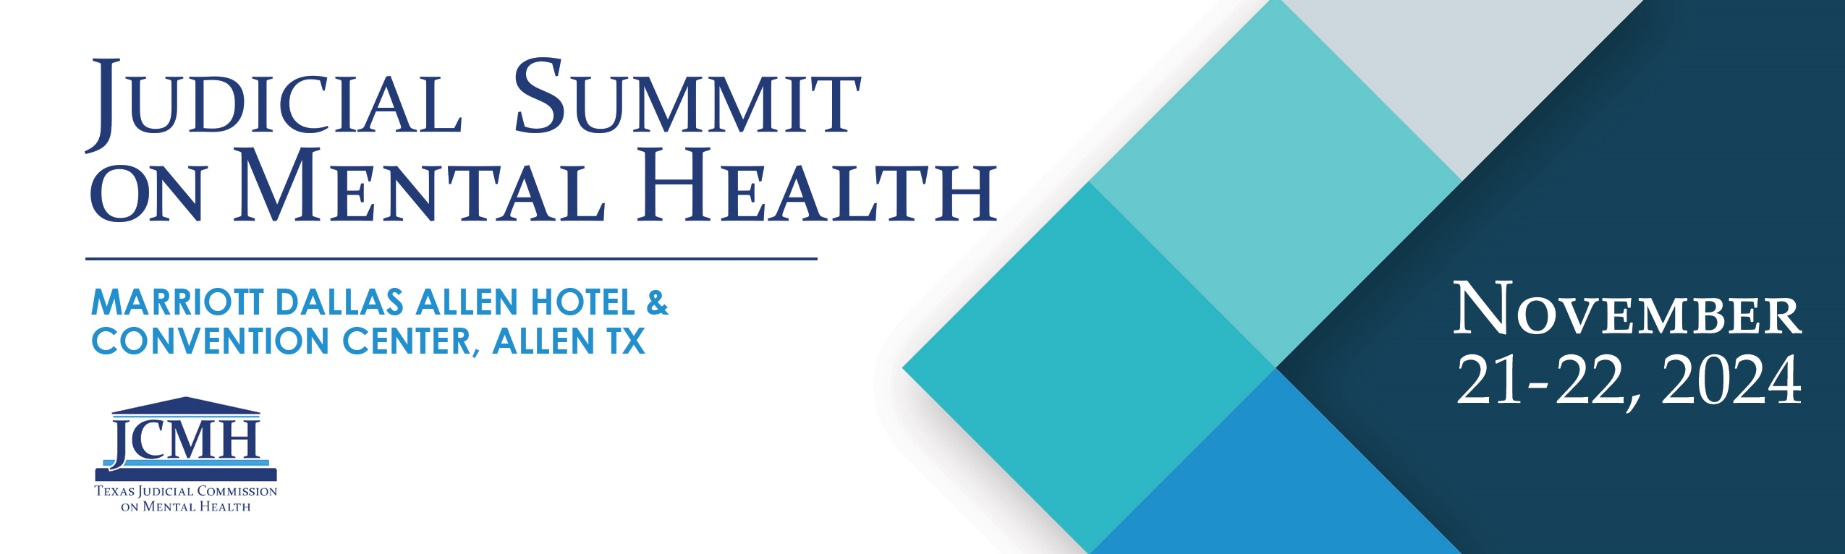 Judicial Summit
on Mental Health
MARRIOTT DALLAS ALLEN HOTEL &
CONVENTION CENTER, ALLEN TX
JCMH
Texas Judicial Commission
on Mental Health
November
21-22, 2024